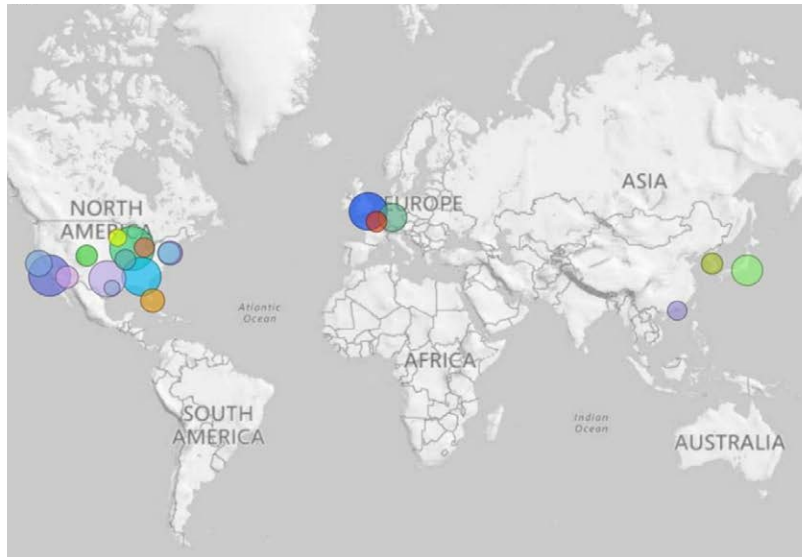 NORTH
AMERICA
EUROPE
ASIA
Atlantic
Ocean
AFRICA
SOUTH
AMERICA
Indian
Ocean
AUSTRALIA